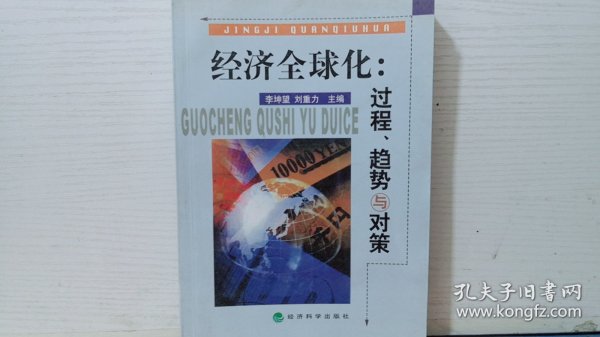 JINGJI QUANQIUHUA
经济全球化：
李坤望 刘重力 主编
GUOCHENG QUSHI YU DUICE
过程、趋势与对策
10000 YEN
经济科学出版社
孔夫子旧书网
www.kongfz.com